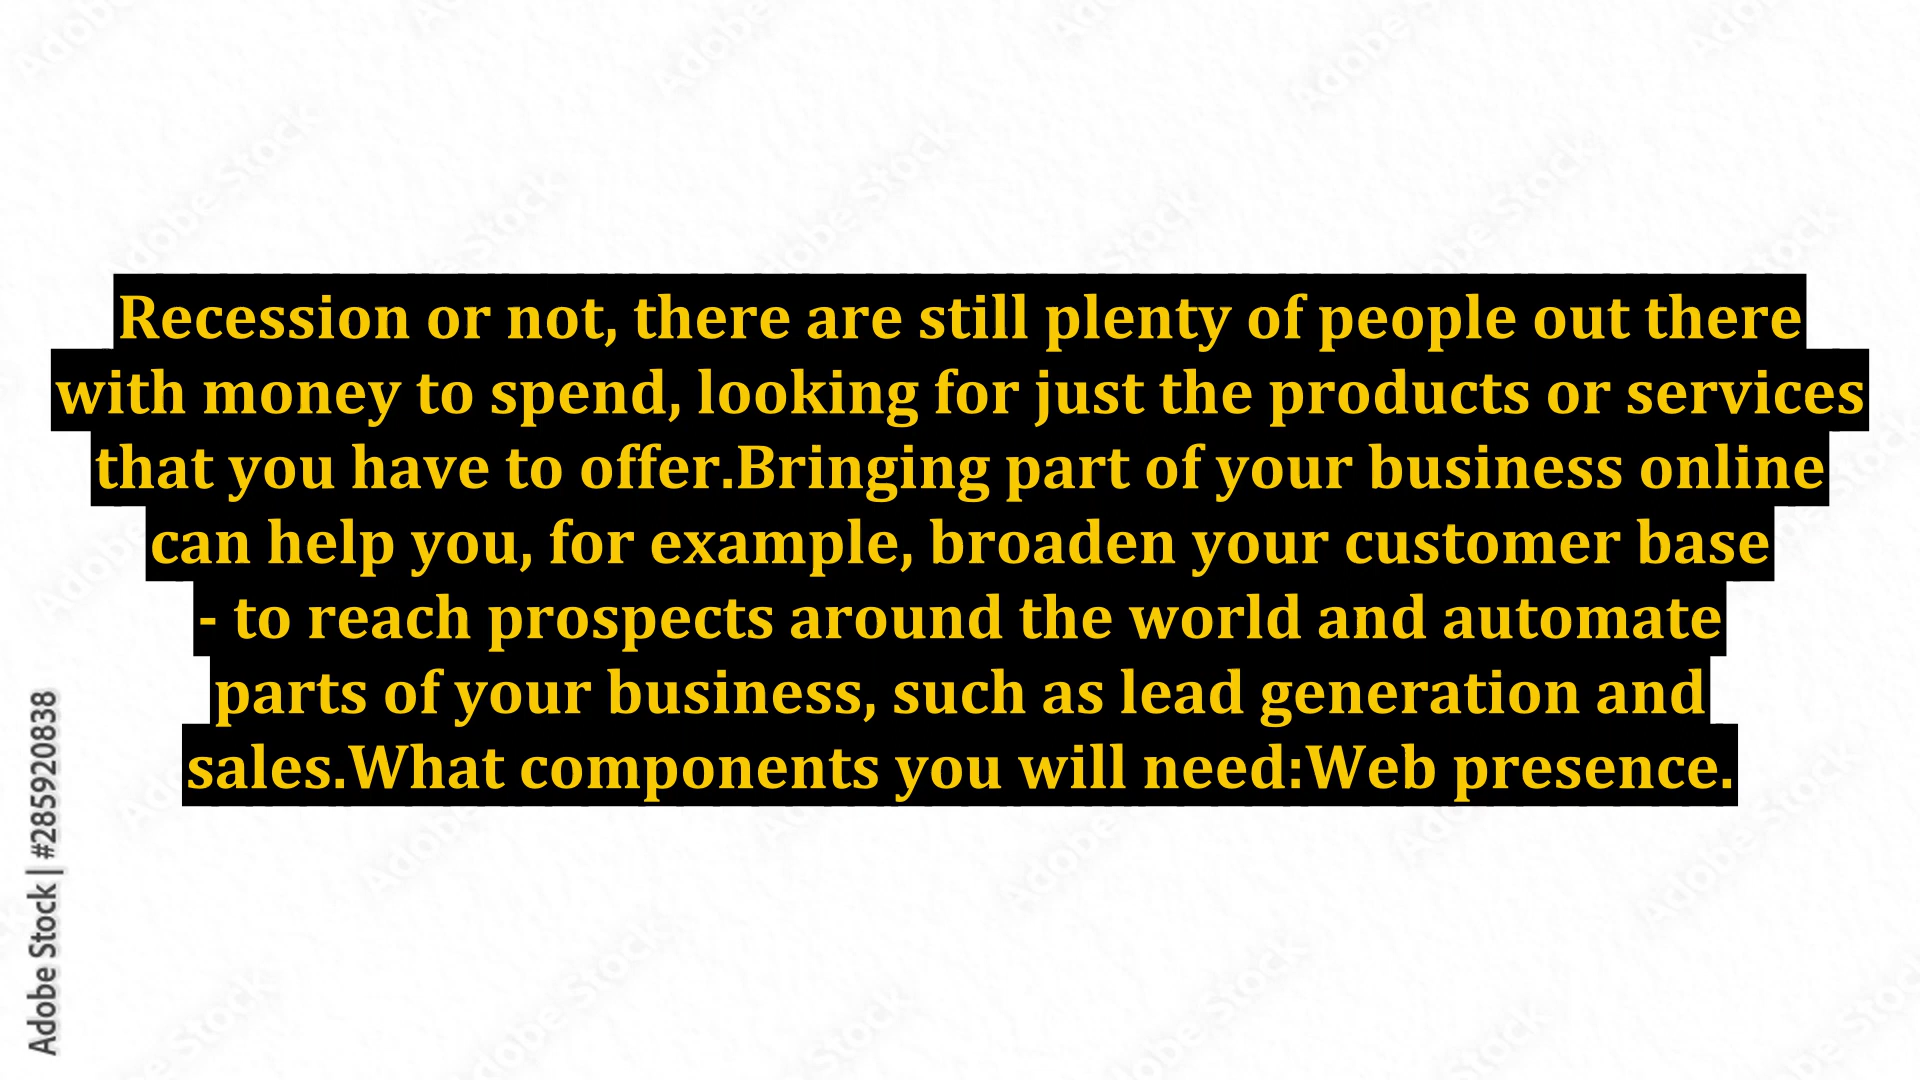 Recession or not, there are still plenty of people out there
with money to spend, looking for just the products or services
that you have to offer.Bringing part of your business online
can help you, for example, broaden your customer base
- to reach prospects around the world and automate
parts of your business, such as lead generation and
sales.What components you will need:Web presence.
Adobe Stock | #285920838